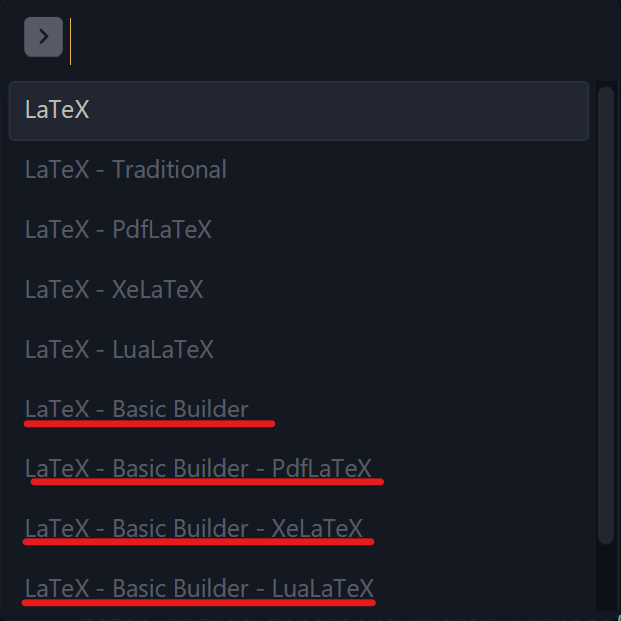 LaTeX
LaTeX - Traditional
LaTeX - PdfLaTeX
LaTeX - XeLaTeX
LaTeX - LuaLaTeX
LaTeX - Basic Builder
LaTeX - Basic Builder - PdfLaTeX
LaTeX - Basic Builder - XeLaTeX
LaTeX - Basic Builder - LuaLaTeX